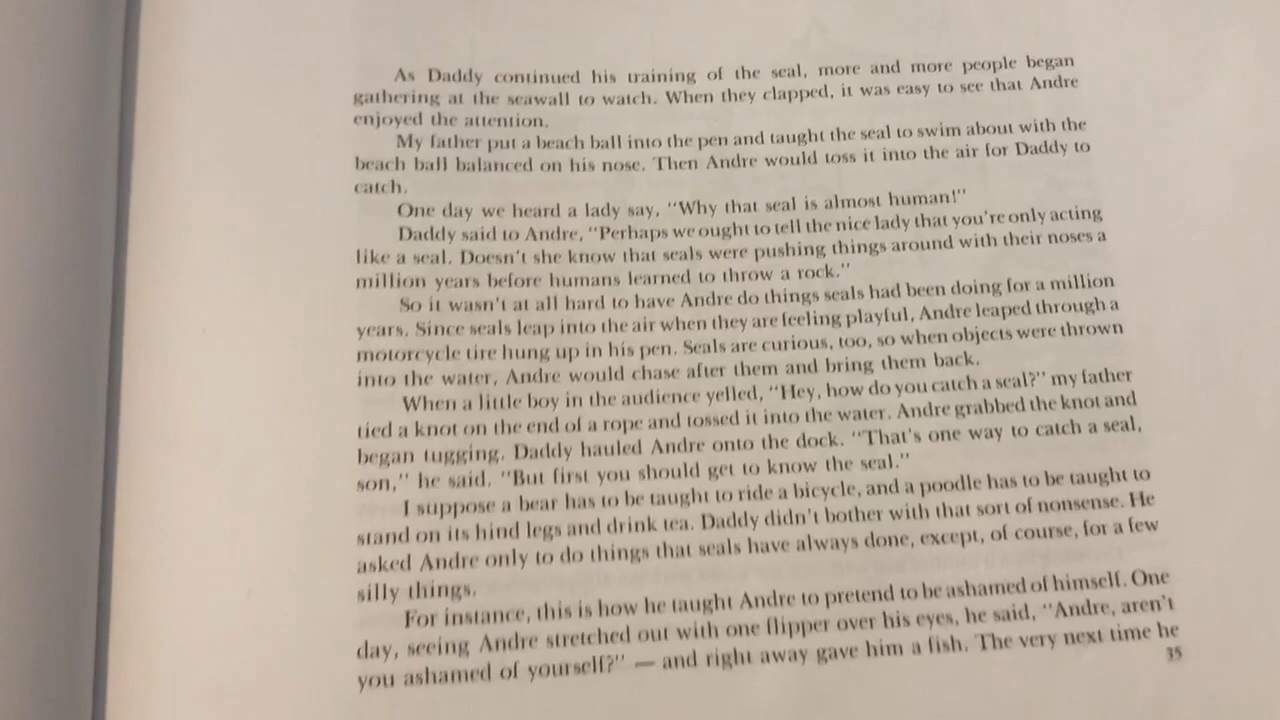 As Daddy continued his training of the seal, more and more people began
gathering at the seawall to watch. When they clapped, it was easy to see that Andre
enjoyed the attention.
My father put a beach ball into the pen and taught the seal to swim about with the
beach ball balanced on his nose. Then Andre would toss it into the air for Daddy to
catch.
One day we heard a lady say, "Why that seal is almost human!"
Daddy said to Andre, "Perhaps we ought to tell the nice lady that you're only acting
like a seal. Doesn't she know that seals were pushing things around with their noses a
million years before humans learned to throw a rock."
So it wasn't at all hard to have Andre do things seals had been doing for a million
years. Since seals leap into the air when they are feeling playful, Andre leaped through a
motorcycle tire hung up in his pen. Seals are curious, too, so when objects were thrown
into the water, Andre would chase after them and bring them back.
When a little boy in the audience yelled, "Hey, how do you catch a seal?" my father
tied a knot on the end of a rope and tossed it into the water. Andre grabbed the knot and
began tugging. Daddy hauled Andre onto the dock. "That's one way to catch a seal,
son," he said. "But first you should get to know the seal."
I suppose a bear has to be taught to ride a bicycle, and a poodle has to be taught to
stand on its hind legs and drink tea. Daddy didn't bother with that sort of nonsense. He
asked Andre only to do things that seals have always done, except, of course, for a few
silly things.
For instance, this is how he taught Andre to pretend to be ashamed of himself. One
day, seeing Andre stretched out with one flipper over his eyes, he said, "Andre, aren't
you ashamed of yourself?" — and right away gave him a fish. The very next time he
35